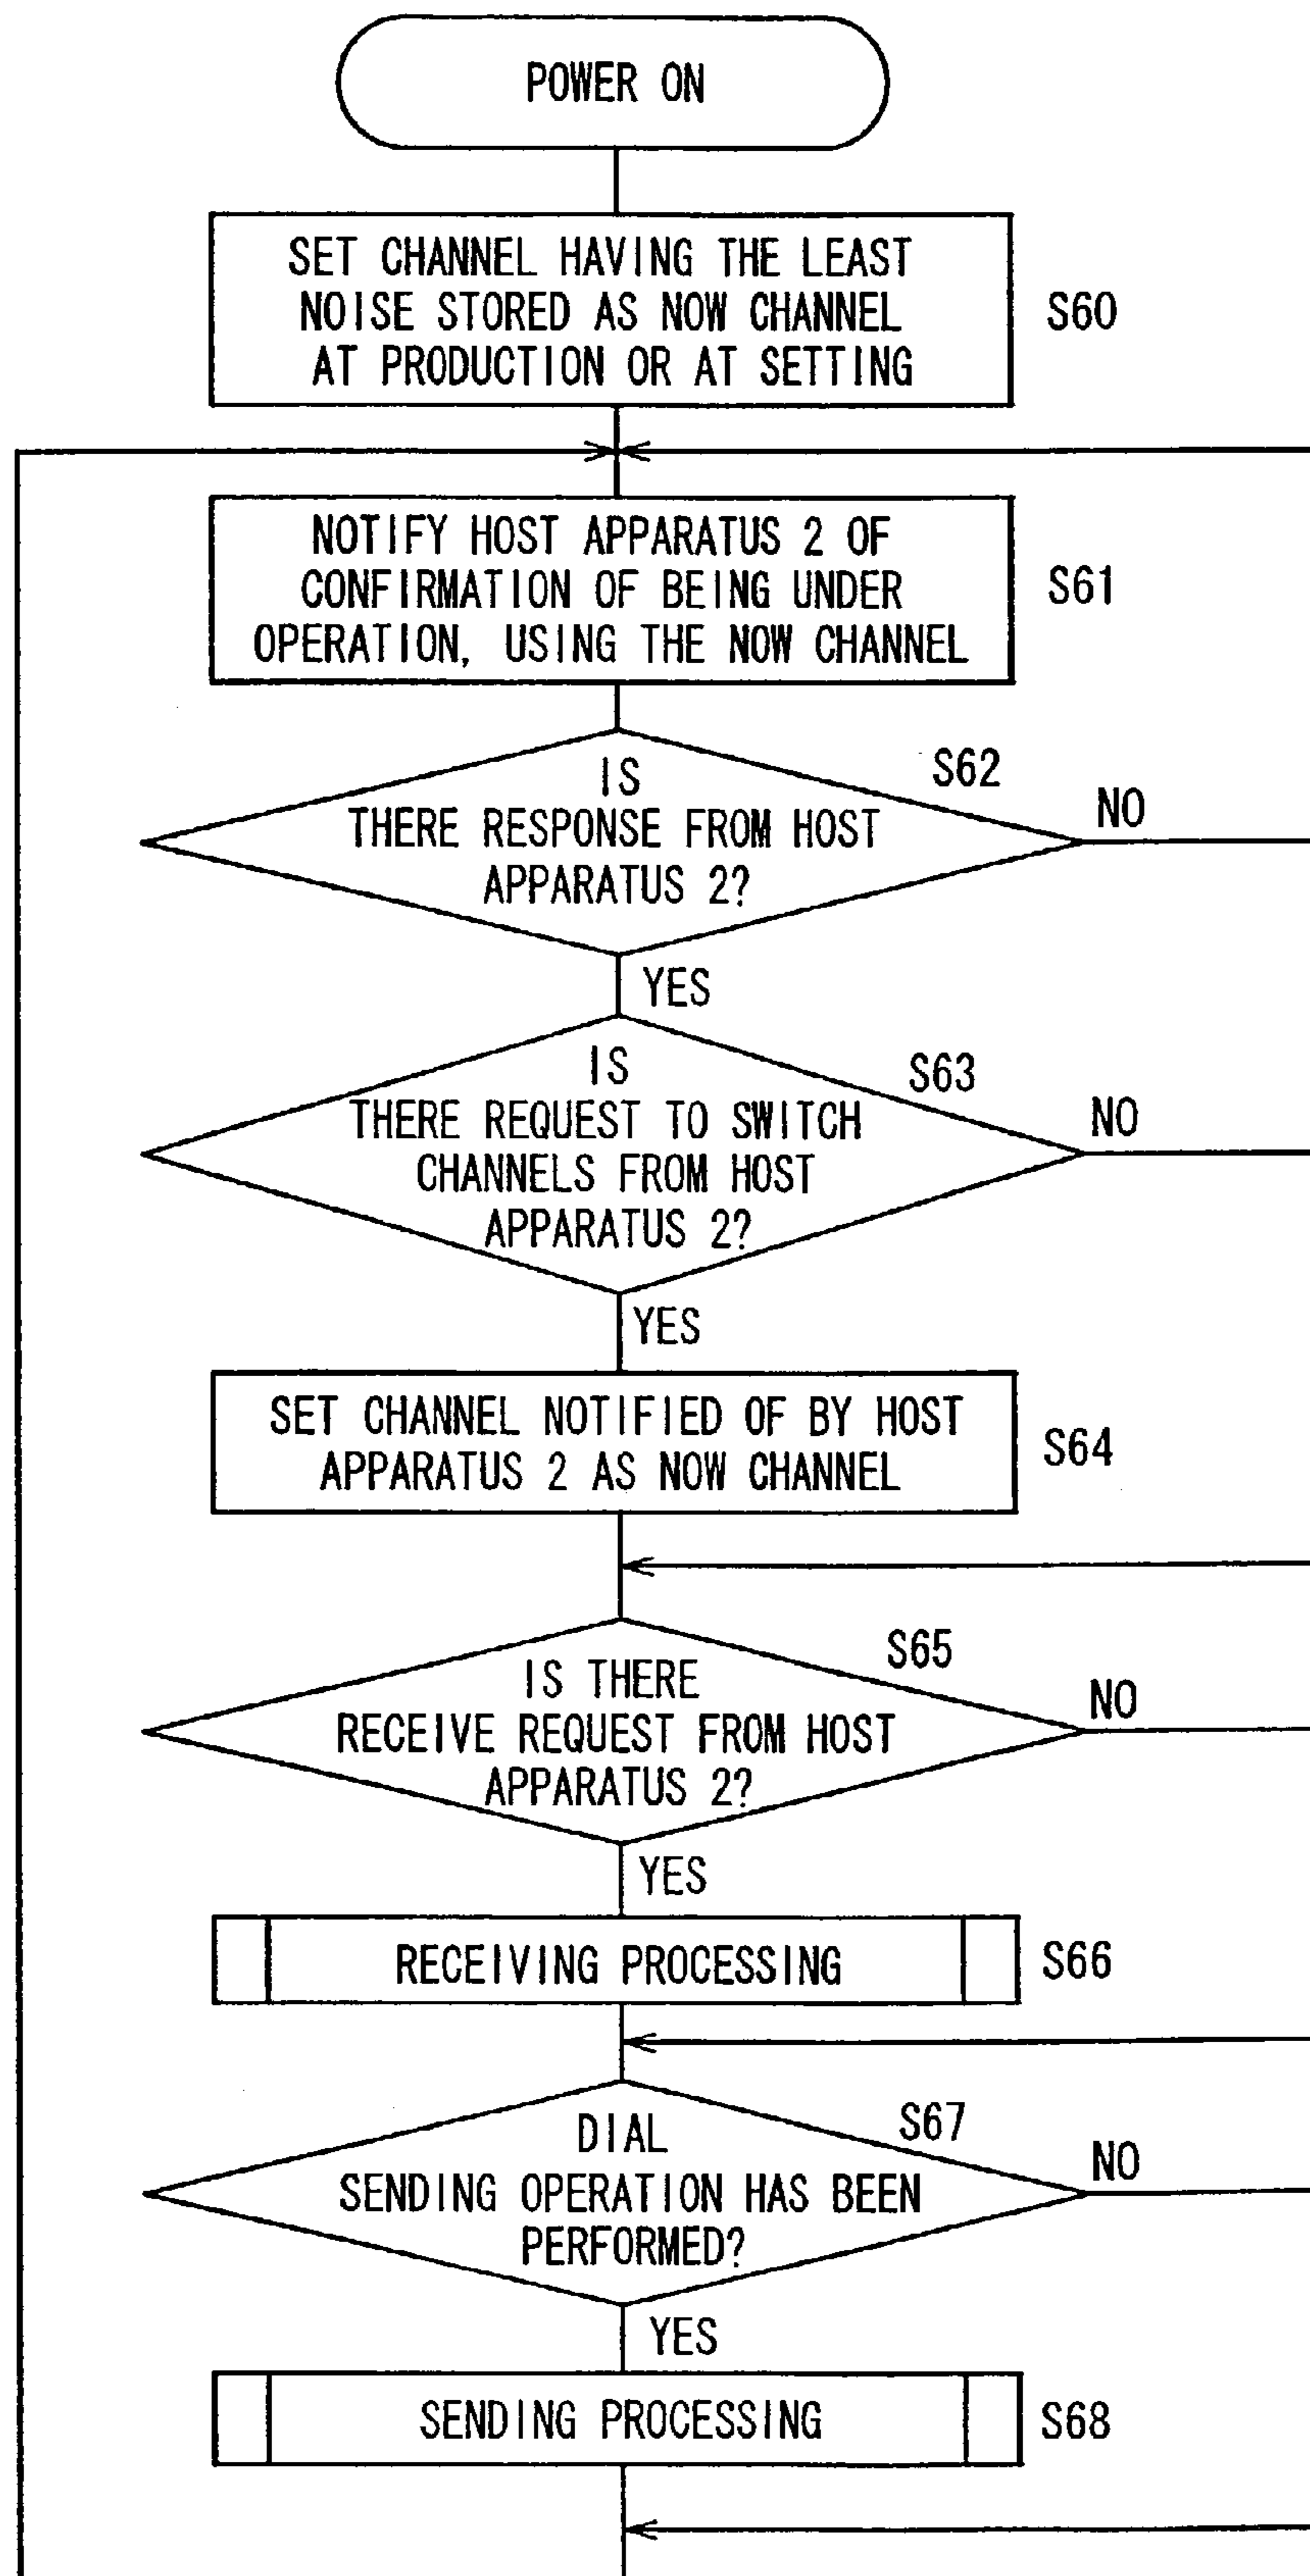 POWER ON
SET CHANNEL HAVING THE LEAST
NOISE STORED AS NOW CHANNEL
AT PRODUCTION OR AT SETTING
S60
NOTIFY HOST APPARATUS 2 OF
CONFIRMATION OF BEING UNDER
OPERATION, USING THE NOW CHANNEL
S61
S62
IS
THERE RESPONSE FROM HOST
APPARATUS 2?
NO
YES
S63
IS
THERE REQUEST TO SWITCH
CHANNELS FROM HOST
APPARATUS 2?
NO
YES
SET CHANNEL NOTIFIED OF BY HOST
APPARATUS 2 AS NOW CHANNEL
S64
S65
IS THERE
RECEIVE REQUEST FROM HOST
APPARATUS 2?
NO
YES
RECEIVING PROCESSING
S66
S67
DIAL
SENDING OPERATION HAS BEEN
PERFORMED?
NO
YES
SENDING PROCESSING
S68